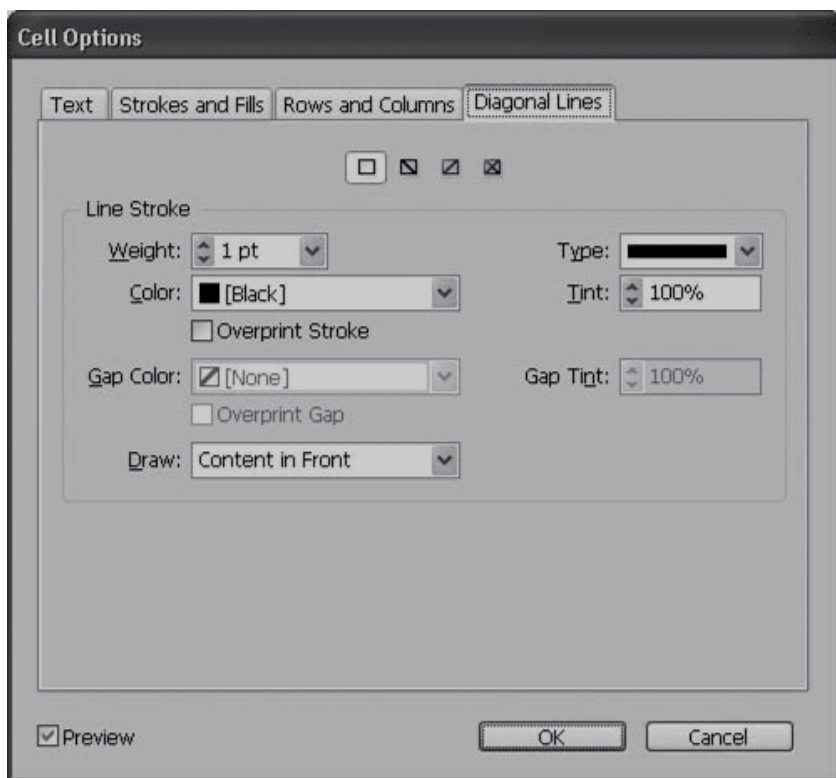 Cell Options
Text Strokes and Fills Rows and Columns Diagonal Lines
Line Stroke
Weight: 1 pt Type:
Color: [Black] Tint: 100%
Overprint Stroke
Gap Color: [None] Gap Tint: 100%
Overprint Gap
Draw: Content in Front
Preview OK Cancel